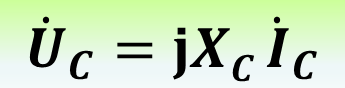 U̇_C = jX_C İ_C